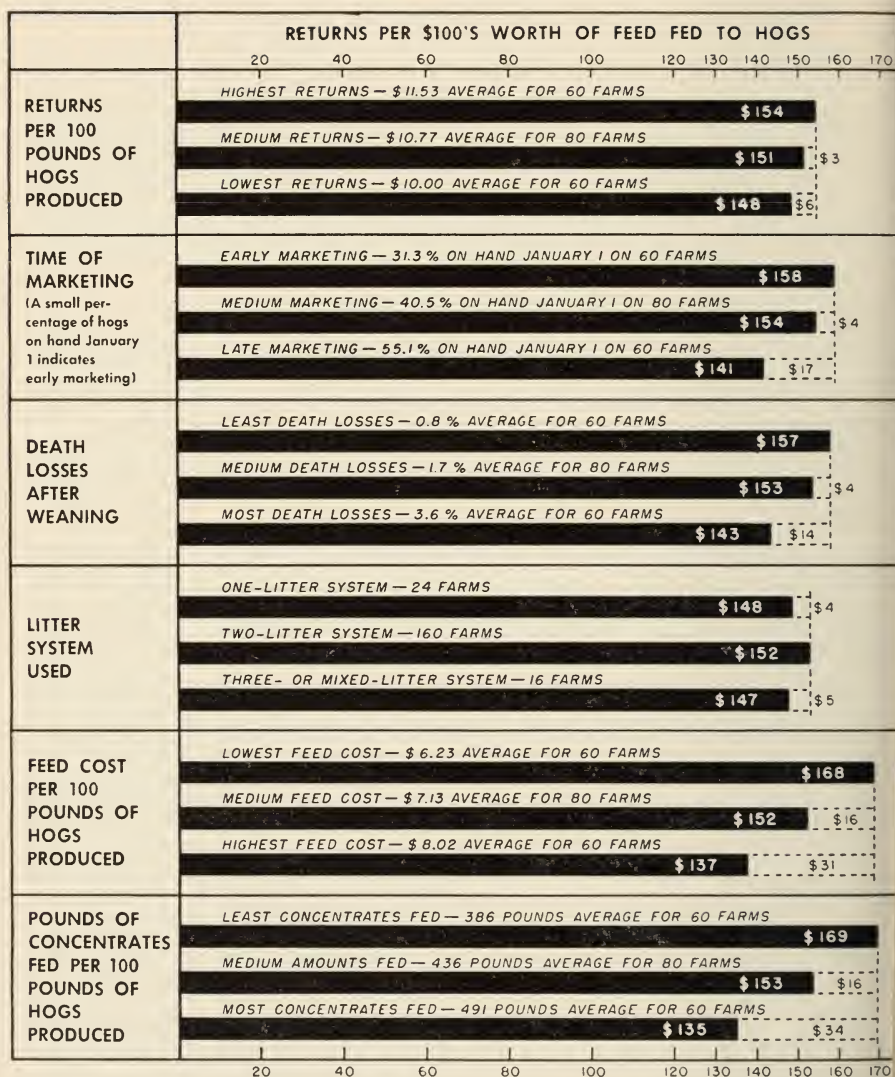 RETURNS PER $100'S WORTH OF FEED FED TO HOGS
20 40 60 80 100 120 130 140 150 160 170
RETURNS
PER 100
POUNDS OF
HOGS
PRODUCED
HIGHEST RETURNS — $11.53 AVERAGE FOR 60 FARMS
$154
MEDIUM RETURNS — $10.77 AVERAGE FOR 80 FARMS
$151 $3
LOWEST RETURNS — $10.00 AVERAGE FOR 60 FARMS
$148 $6
TIME OF
MARKETING
(A small per-
centage of hogs
on hand January
1 indicates
early marketing)
EARLY MARKETING — 31.3% ON HAND JANUARY 1 ON 60 FARMS
$158
MEDIUM MARKETING — 40.5% ON HAND JANUARY 1 ON 80 FARMS
$154 $4
LATE MARKETING — 55.1% ON HAND JANUARY 1 ON 60 FARMS
$141 $17
DEATH
LOSSES
AFTER
WEANING
LEAST DEATH LOSSES — 0.8% AVERAGE FOR 60 FARMS
$157
MEDIUM DEATH LOSSES — 1.7% AVERAGE FOR 80 FARMS
$153 $4
MOST DEATH LOSSES — 3.6% AVERAGE FOR 60 FARMS
$143 $14
LITTER
SYSTEM
USED
ONE-LITTER SYSTEM — 24 FARMS
$148 $4
TWO-LITTER SYSTEM — 160 FARMS
$152
THREE- OR MIXED-LITTER SYSTEM — 16 FARMS
$147 $5
FEED COST
PER 100
POUNDS OF
HOGS
PRODUCED
LOWEST FEED COST — $6.23 AVERAGE FOR 60 FARMS
$168
MEDIUM FEED COST — $7.13 AVERAGE FOR 80 FARMS
$152 $16
HIGHEST FEED COST — $8.02 AVERAGE FOR 60 FARMS
$137 $31
POUNDS OF
CONCENTRATES
FED PER 100
POUNDS OF
HOGS
PRODUCED
LEAST CONCENTRATES FED — 386 POUNDS AVERAGE FOR 60 FARMS
$169
MEDIUM AMOUNTS FED — 436 POUNDS AVERAGE FOR 80 FARMS
$153 $16
MOST CONCENTRATES FED — 491 POUNDS AVERAGE FOR 60 FARMS
$135 $34
20 40 60 80 100 120 130 140 150 160 170